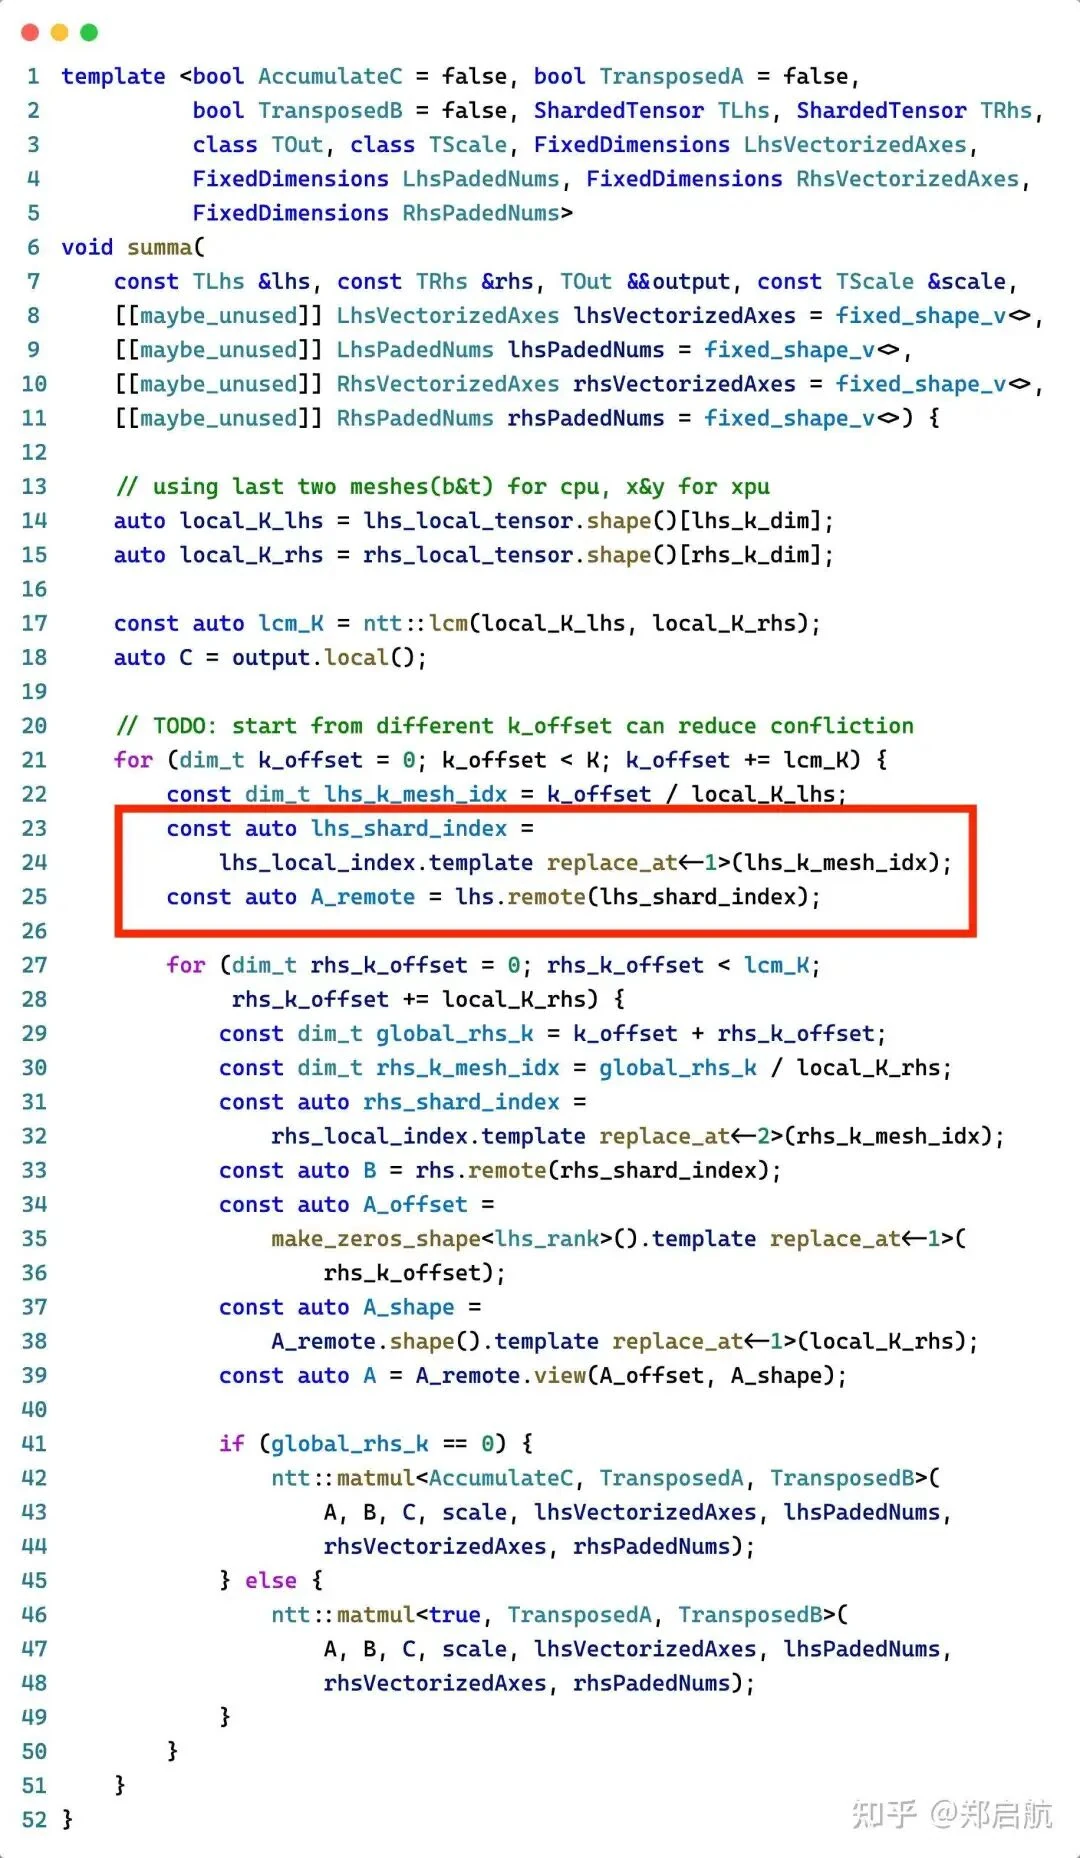 1 template <bool AccumulateC = false, bool TransposedA = false,
2 bool TransposedB = false, ShardedTensor TLhs, ShardedTensor TRhs,
3 class TOut, class TScale, FixedDimensions LhsVectorizedAxes,
4 FixedDimensions LhsPadedNums, FixedDimensions RhsVectorizedAxes,
5 FixedDimensions RhsPadedNums>
6 void summa(
7 const TLhs &lhs, const TRhs &rhs, TOut &&output, const TScale &scale,
8 [[maybe_unused]] LhsVectorizedAxes lhsVectorizedAxes = fixed_shape_v<>,
9 [[maybe_unused]] LhsPadedNums lhsPadedNums = fixed_shape_v<>,
10 [[maybe_unused]] RhsVectorizedAxes rhsVectorizedAxes = fixed_shape_v<>,
11 [[maybe_unused]] RhsPadedNums rhsPadedNums = fixed_shape_v<>) {
12
13 // using last two meshes(b&t) for cpu, x&y for xpu
14 auto local_K_lhs = lhs_local_tensor.shape()[lhs_k_dim];
15 auto local_K_rhs = rhs_local_tensor.shape()[rhs_k_dim];
16
17 const auto lcm_K = ntt::lcm(local_K_lhs, local_K_rhs);
18 auto C = output.local();
19
20 // TODO: start from different k_offset can reduce confliction
21 for (dim_t k_offset = 0; k_offset < K; k_offset += lcm_K) {
22 const dim_t lhs_k_mesh_idx = k_offset / local_K_lhs;
23 const auto lhs_shard_index =
24 lhs_local_index.template replace_at<-1>(lhs_k_mesh_idx);
25 const auto A_remote = lhs.remote(lhs_shard_index);
26
27 for (dim_t rhs_k_offset = 0; rhs_k_offset < lcm_K;
28 rhs_k_offset += local_K_rhs) {
29 const dim_t global_rhs_k = k_offset + rhs_k_offset;
30 const dim_t rhs_k_mesh_idx = global_rhs_k / local_K_rhs;
31 const auto rhs_shard_index =
32 rhs_local_index.template replace_at<-2>(rhs_k_mesh_idx);
33 const auto B = rhs.remote(rhs_shard_index);
34 const auto A_offset =
35 make_zeros_shape<lhs_rank>().template replace_at<-1>(
36 rhs_k_offset);
37 const auto A_shape =
38 A_remote.shape().template replace_at<-1>(local_K_rhs);
39 const auto A = A_remote.view(A_offset, A_shape);
40
41 if (global_rhs_k == 0) {
42 ntt::matmul<AccumulateC, TransposedA, TransposedB>(
43 A, B, C, scale, lhsVectorizedAxes, lhsPadedNums,
44 rhsVectorizedAxes, rhsPadedNums);
45 } else {
46 ntt::matmul<true, TransposedA, TransposedB>(
47 A, B, C, scale, lhsVectorizedAxes, lhsPadedNums,
48 rhsVectorizedAxes, rhsPadedNums);
49 }
50 }
51 }
52 }
知乎 @郑启航